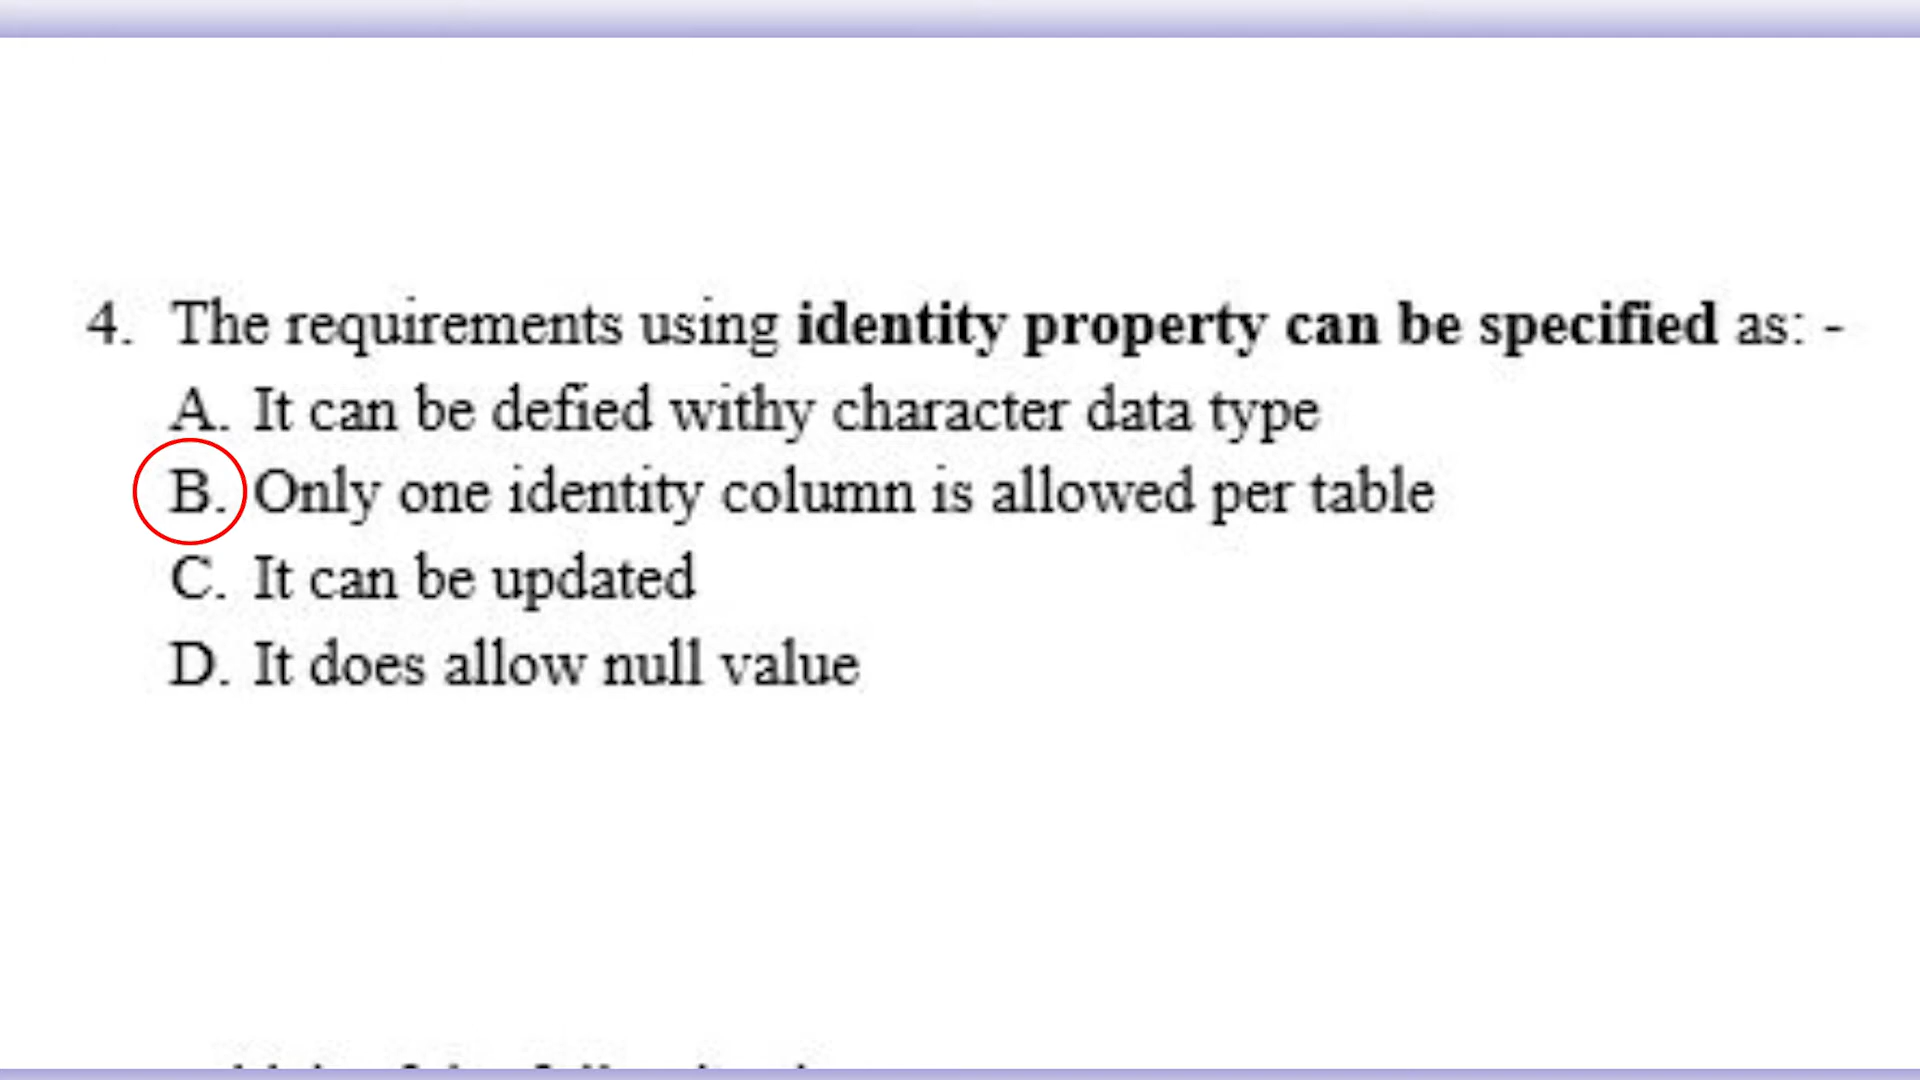 4. The requirements using identity property can be specified as: -
A. It can be defied withy character data type
B. Only one identity column is allowed per table
C. It can be updated
D. It does allow null value